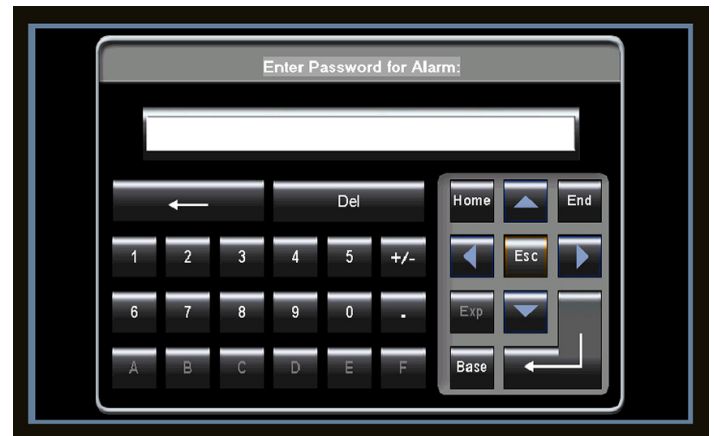 Enter Password for Alarm:
Del
Home
End
1 2 3 4 5 +/-
Esc
6 7 8 9 0 .
Exp
A B C D E F
Base